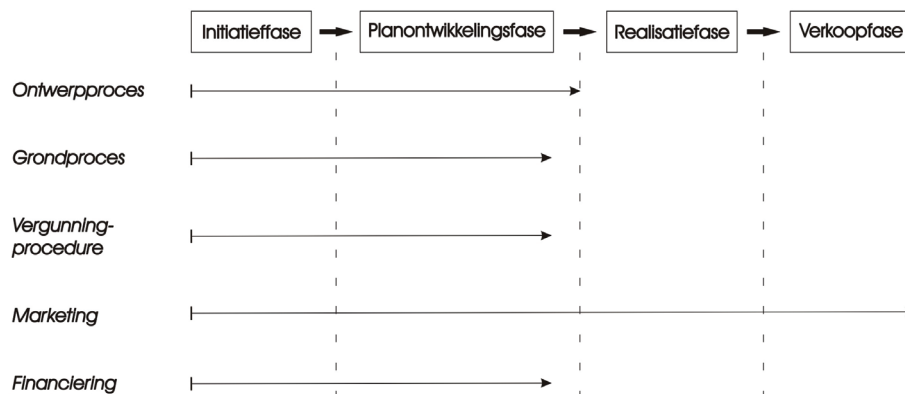 Initiatieffase
Planontwikkelingsfase
Realisatiefase
Verkoopfase
Ontwerpproces
Grondproces
Vergunning-
procedure
Marketing
Financiering